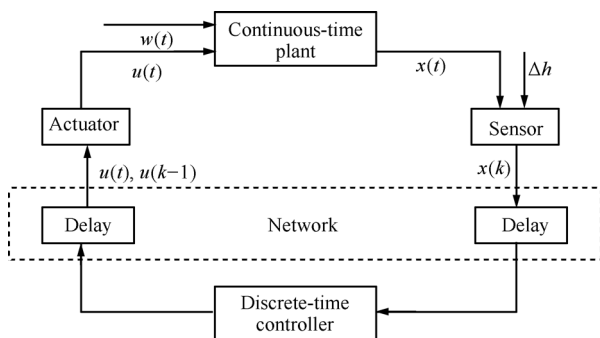 w(t)
Continuous-time
plant
u(t)
x(t)
Δh
Actuator
Sensor
u(t), u(k−1)
x(k)
Delay
Network
Delay
Discrete-time
controller